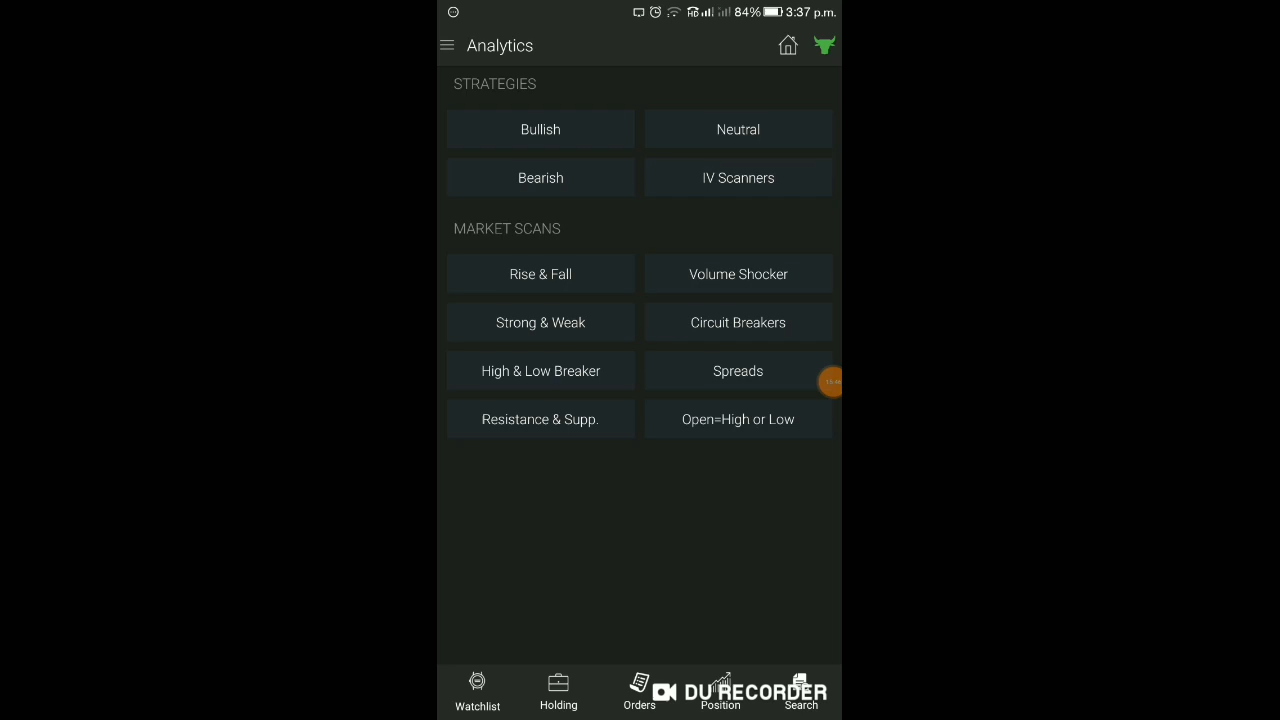 84% 3:37 p.m.
Analytics
STRATEGIES
Bullish Neutral
Bearish IV Scanners
MARKET SCANS
Rise & Fall Volume Shocker
Strong & Weak Circuit Breakers
High & Low Breaker Spreads
Resistance & Supp. Open=High or Low
DU RECORDER
Watchlist Holding Orders Position Search